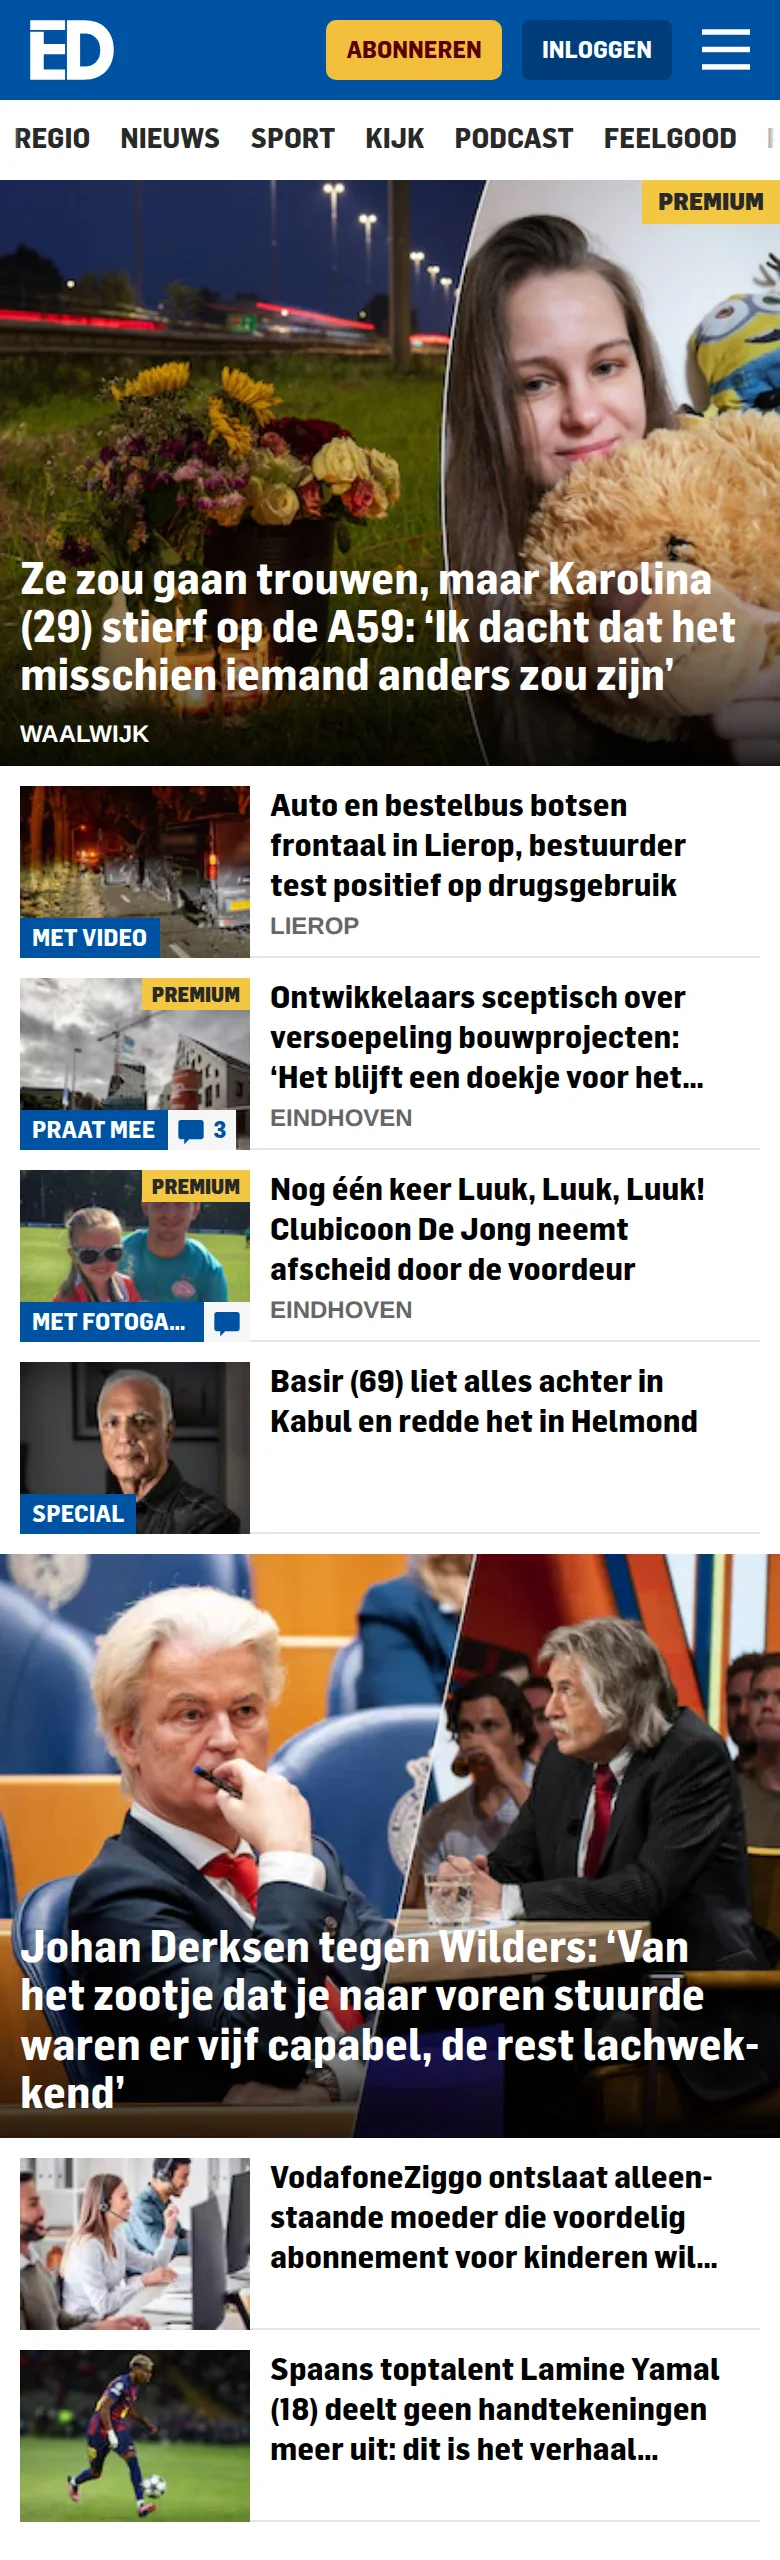 ED
ABONNEREN
INLOGGEN
REGIO NIEUWS SPORT KIJK PODCAST FEELGOOD
PREMIUM
Ze zou gaan trouwen, maar Karolina
(29) stierf op de A59: ‘Ik dacht dat het
misschien iemand anders zou zijn’
WAALWIJK
MET VIDEO
Auto en bestelbus botsen
frontaal in Lierop, bestuurder
test positief op drugsgebruik
LIEROP
PREMIUM
PRAAT MEE
3
Ontwikkelaars sceptisch over
versoepeling bouwprojecten:
‘Het blijft een doekje voor het...
EINDHOVEN
PREMIUM
MET FOTOGA...
Nog één keer Luuk, Luuk, Luuk!
Clubicoon De Jong neemt
afscheid door de voordeur
EINDHOVEN
SPECIAL
Basir (69) liet alles achter in
Kabul en redde het in Helmond
Johan Derksen tegen Wilders: ‘Van
het zootje dat je naar voren stuurde
waren er vijf capabel, de rest lachwek-
kend’
VodafoneZiggo ontslaat alleen-
staande moeder die voordelig
abonnement voor kinderen wil...
Spaans toptalent Lamine Yamal
(18) deelt geen handtekeningen
meer uit: dit is het verhaal...